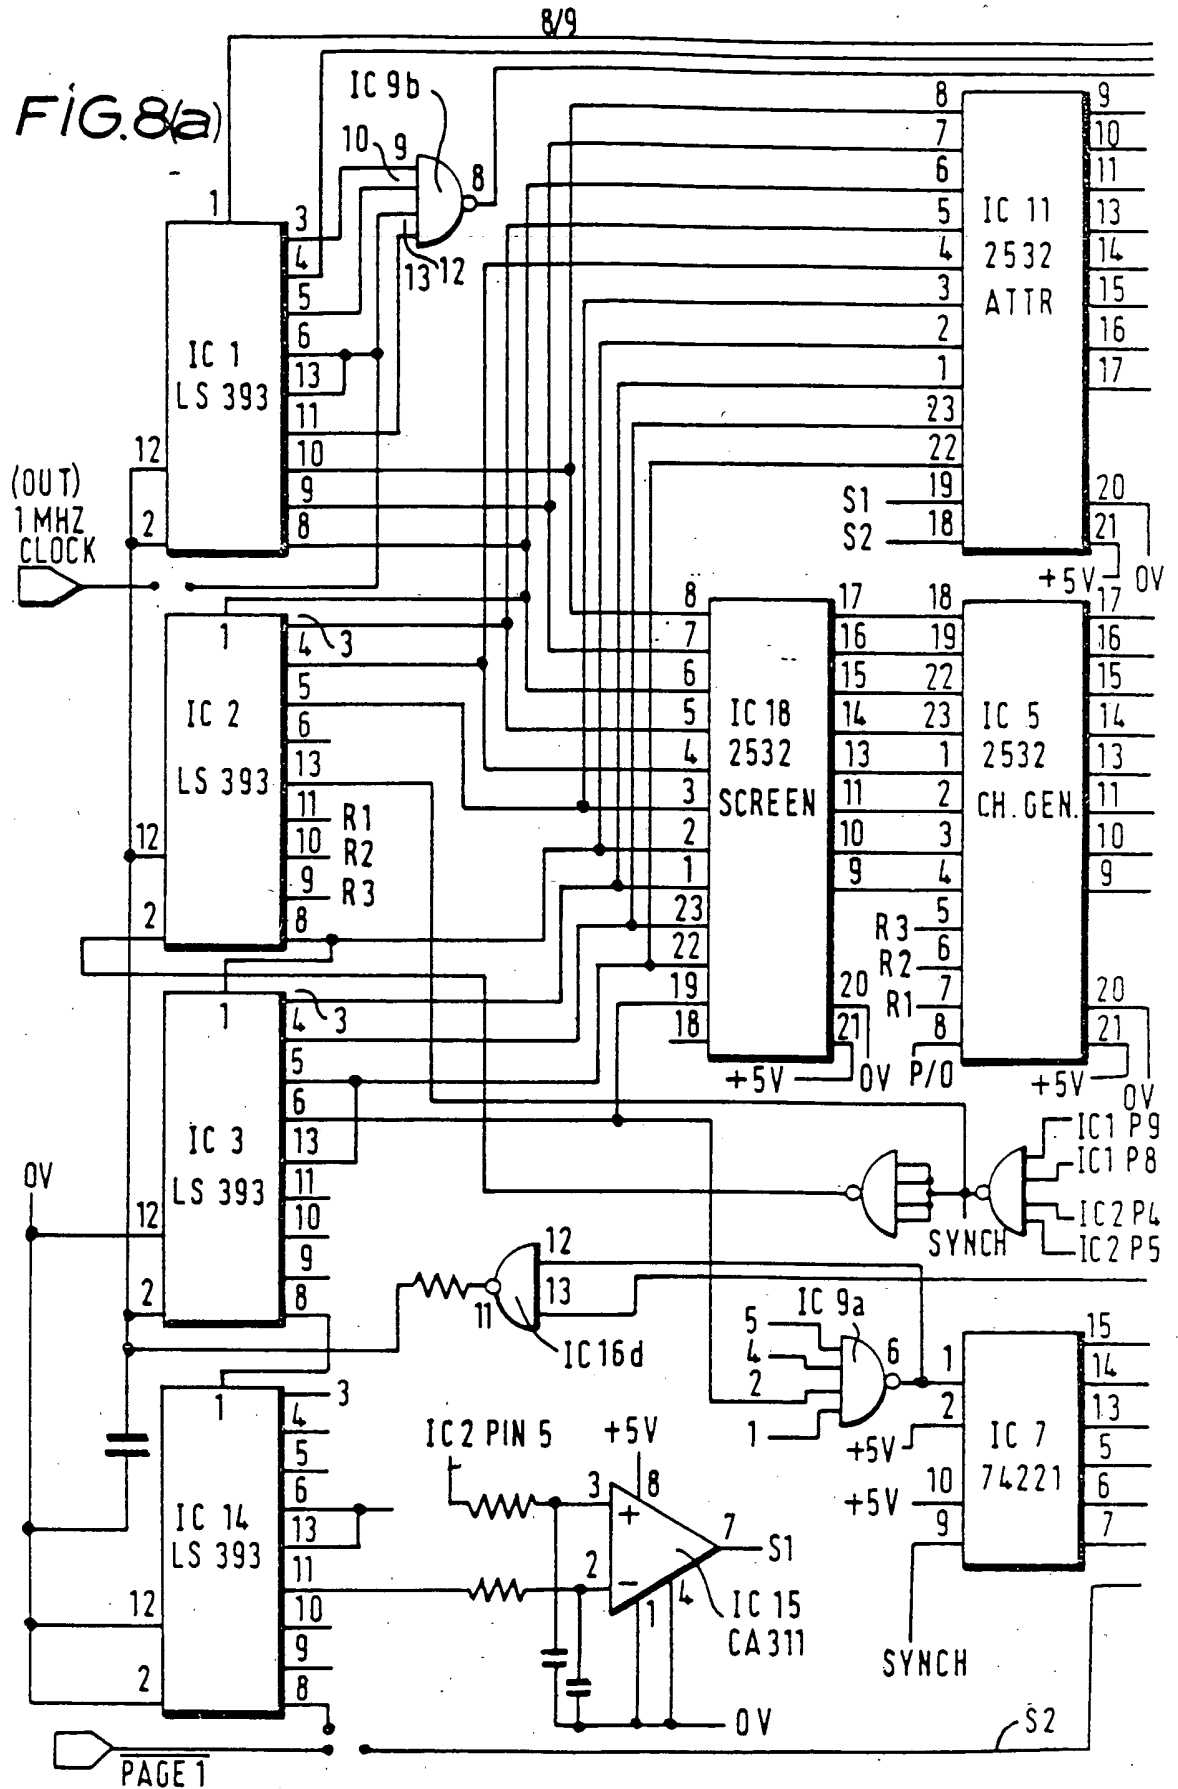 8/9
FIG.8(a)
IC 9b
10
9
8
13
12
1
3
4
5
6
13
11
10
9
8
12
2
IC 1
LS 393
(OUT)
1 MHZ
CLOCK
8
7
6
5
4
3
2
1
23
22
19
18
S1
S2
IC 11
2532
ATTR
9
10
11
13
14
15
16
17
20
21
+5V
0V
1
4
3
5
6
13
11
R1
10
R2
9
R3
8
12
2
IC 2
LS 393
8
7
6
5
4
3
2
1
23
22
19
18
IC 18
2532
SCREEN
17
16
15
14
13
11
10
9
20
21
+5V
0V
18
19
22
23
1
2
3
4
R3
5
R2
6
R1
7
8
P/O
IC 5
2532
CH. GEN.
17
16
15
14
13
11
10
9
20
21
+5V
0V
1
4
3
5
6
13
11
10
9
8
12
2
IC 3
LS 393
0V
IC1 P9
IC1 P8
IC2 P4
IC2 P5
SYNCH
12
13
11
IC 16d
IC 9a
5
4
2
1
6
1
2
+5V
10
+5V
9
IC 7
74221
15
14
13
5
6
7
SYNCH
1
3
4
5
6
13
11
10
9
8
12
2
IC 14
LS 393
IC2 PIN 5
+5V
3
8
+
2
−
7
S1
1
4
IC 15
CA311
0V
S2
PAGE 1